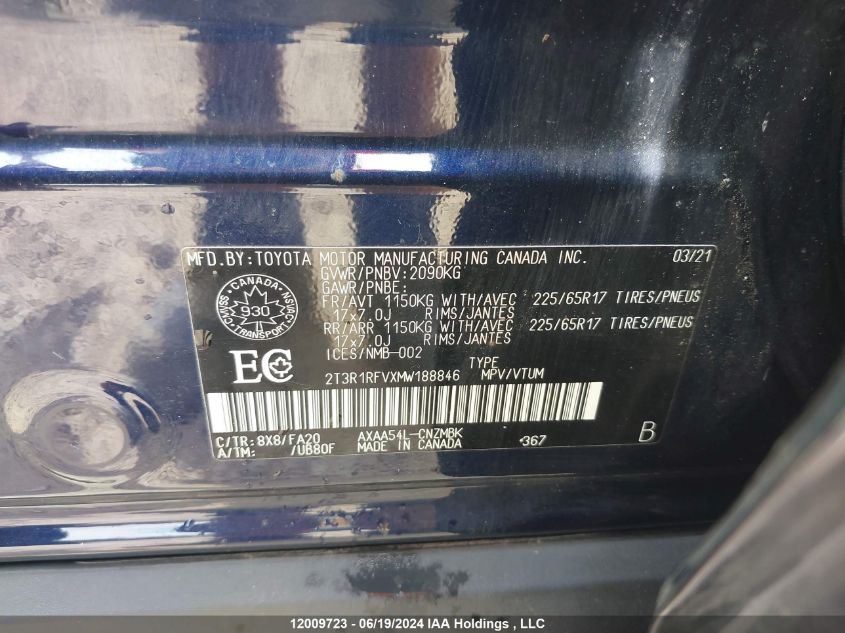 MFD.BY:TOYOTA MOTOR MANUFACTURING CANADA INC. 03/21
GVWR/PNBV:2090KG
GAWR/PNBE:
FR/AVT 1150KG WITH/AVEC 225/65R17 TIRES/PNEUS
17x7.0J RIMS/JANTES
RR/ARR 1150KG WITH/AVEC 225/65R17 TIRES/PNEUS
17x7.0J RIMS/JANTES
ICES/NMB-002
CANADA
930
TRANSPORT
EC
TYPE
2T3R1RFVXMW188846 MPV/VTUM
C/TR:8X8/FA20 AXAA54L-CNZMBK *367 B
A/TM: /UB80F MADE IN CANADA
12009723 - 06/19/2024 IAA Holdings , LLC